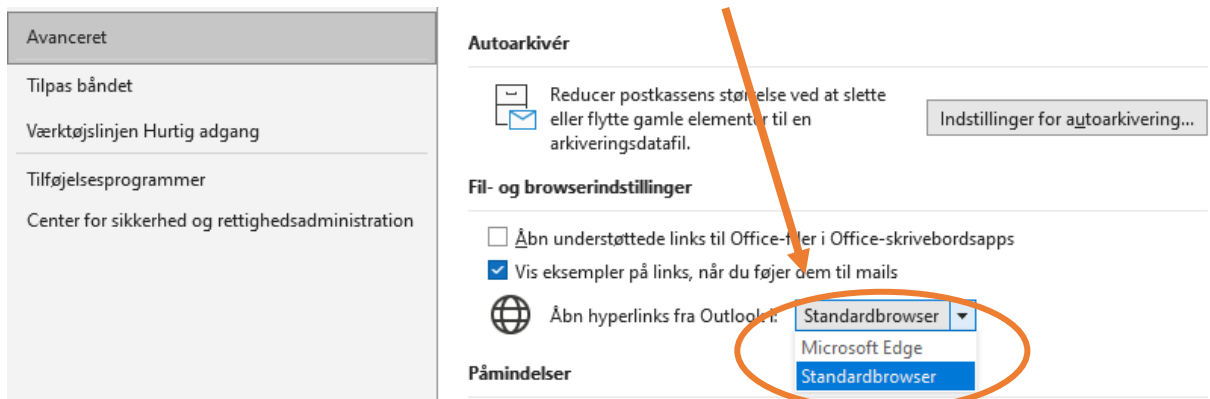 Avanceret
Tilpas båndet
Værktøjslinjen Hurtig adgang
Tilføjelsesprogrammer
Center for sikkerhed og rettighedsadministration
Autoarkivér
Reducer postkassens størrelse ved at slette
eller flytte gamle elementer til en
arkiveringsdatafil.
Indstillinger for autoarkivering...
Fil- og browserindstillinger
Åbn understøttede links til Office-filer i Office-skrivebordsapps
Vis eksempler på links, når du føjer dem til mails
Åbn hyperlinks fra Outlook i: Standardbrowser
Microsoft Edge
Standardbrowser
Påmindelser